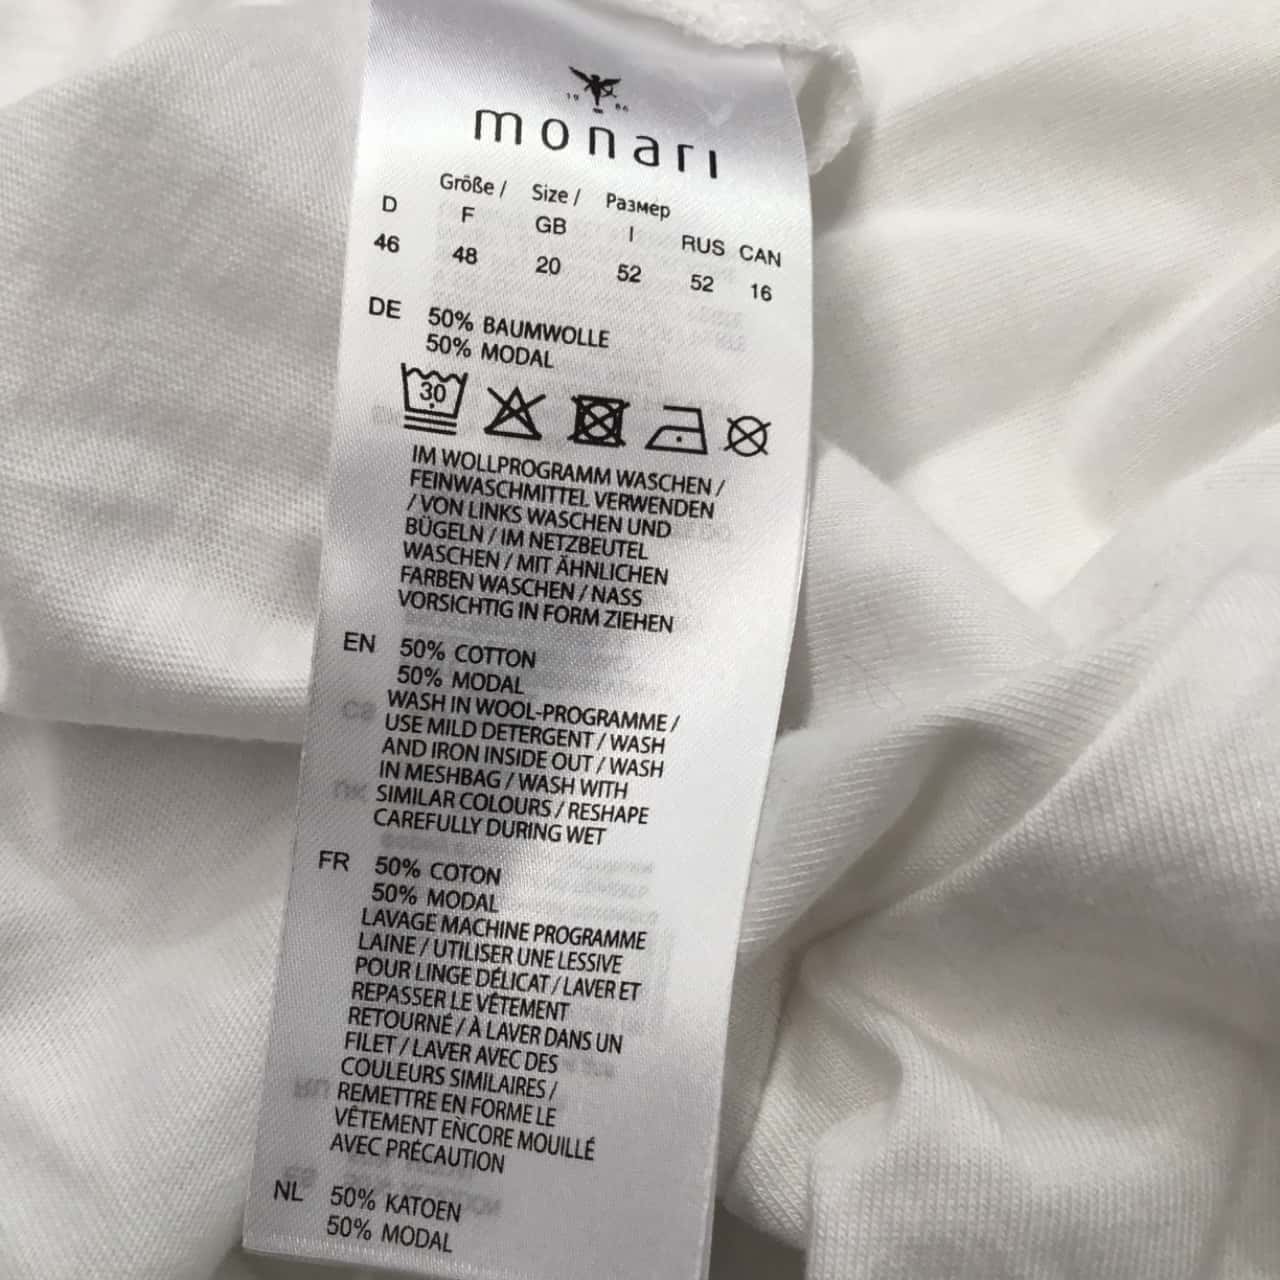 19 86
monari
Größe / Size / Размер
D F GB I RUS CAN
46 48 20 52 52 16
DE 50% BAUMWOLLE
50% MODAL
30
IM WOLLPROGRAMM WASCHEN /
FEINWASCHMITTEL VERWENDEN
/ VON LINKS WASCHEN UND
BÜGELN / IM NETZBEUTEL
WASCHEN / MIT ÄHNLICHEN
FARBEN WASCHEN / NASS
VORSICHTIG IN FORM ZIEHEN
EN 50% COTTON
50% MODAL
WASH IN WOOL-PROGRAMME /
USE MILD DETERGENT / WASH
AND IRON INSIDE OUT / WASH
IN MESHBAG / WASH WITH
SIMILAR COLOURS / RESHAPE
CAREFULLY DURING WET
FR 50% COTON
50% MODAL
LAVAGE MACHINE PROGRAMME
LAINE / UTILISER UNE LESSIVE
POUR LINGE DÉLICAT / LAVER ET
REPASSER LE VÊTEMENT
RETOURNÉ / À LAVER DANS UN
FILET / LAVER AVEC DES
COULEURS SIMILAIRES /
REMETTRE EN FORME LE
VÊTEMENT ENCORE MOUILLÉ
AVEC PRÉCAUTION
NL 50% KATOEN
50% MODAL